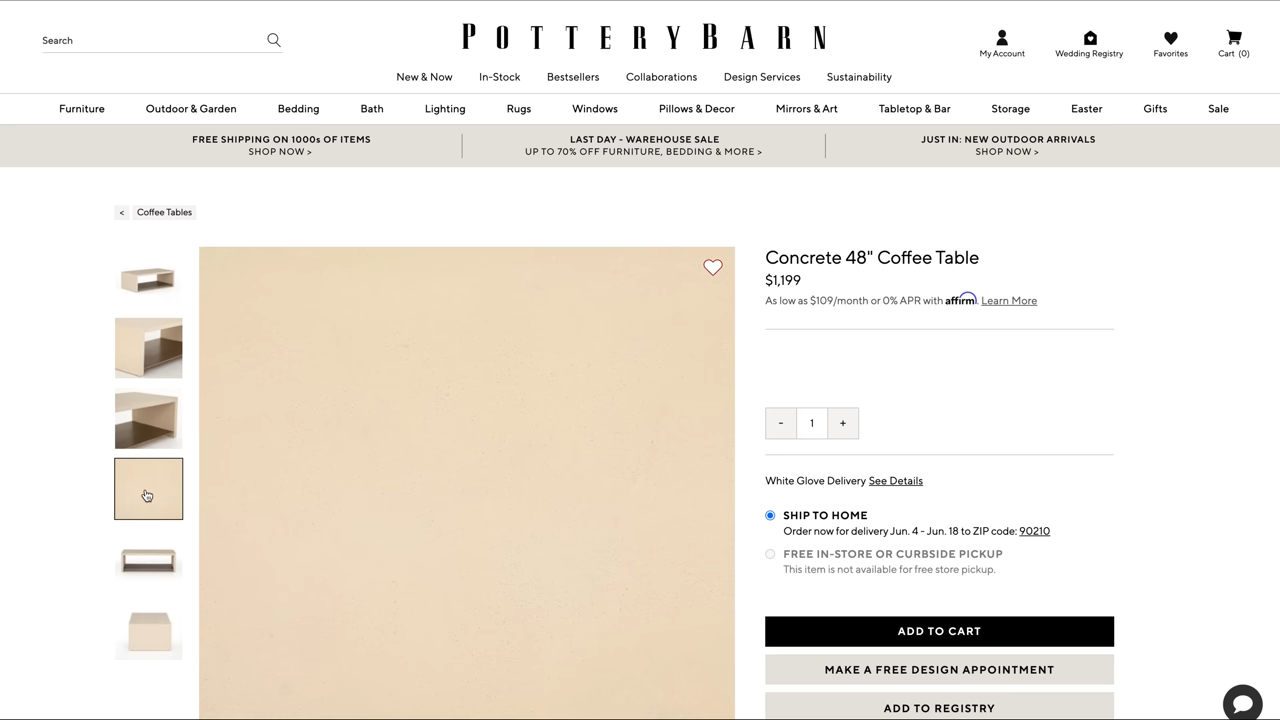 Search
POTTERYBARN
My Account
Wedding Registry
Favorites
Cart (0)
New & Now
In-Stock
Bestsellers
Collaborations
Design Services
Sustainability
Furniture
Outdoor & Garden
Bedding
Bath
Lighting
Rugs
Windows
Pillows & Decor
Mirrors & Art
Tabletop & Bar
Storage
Easter
Gifts
Sale
FREE SHIPPING ON 1000s OF ITEMS
SHOP NOW >
LAST DAY - WAREHOUSE SALE
UP TO 70% OFF FURNITURE, BEDDING & MORE >
JUST IN: NEW OUTDOOR ARRIVALS
SHOP NOW >
< Coffee Tables
Concrete 48" Coffee Table
$1,199
As low as $109/month or 0% APR with affirm. Learn More
- 1 +
White Glove Delivery See Details
SHIP TO HOME
Order now for delivery Jun. 4 - Jun. 18 to ZIP code: 90210
FREE IN-STORE OR CURBSIDE PICKUP
This item is not available for free store pickup.
ADD TO CART
MAKE A FREE DESIGN APPOINTMENT
ADD TO REGISTRY